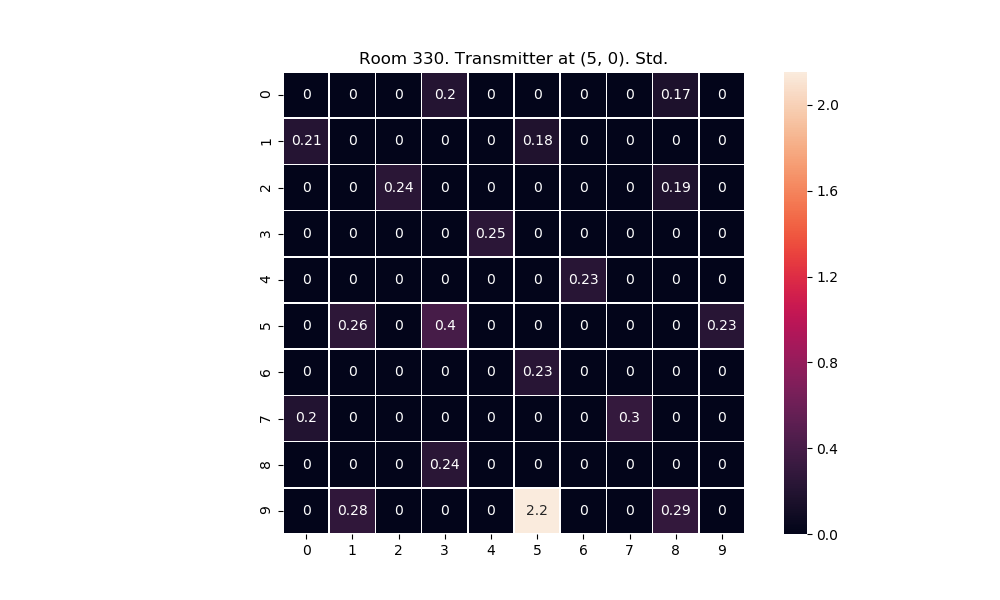 Room 330. Transmitter at (5, 0). Std.
0 0 0 0 0.2 0 0 0 0 0.17 0
1 0.21 0 0 0 0 0.18 0 0 0 0
2 0 0 0.24 0 0 0 0 0 0.19 0
3 0 0 0 0 0.25 0 0 0 0 0
4 0 0 0 0 0 0 0.23 0 0 0
5 0 0.26 0 0.4 0 0 0 0 0 0.23
6 0 0 0 0 0 0.23 0 0 0 0
7 0.2 0 0 0 0 0 0 0.3 0 0
8 0 0 0 0.24 0 0 0 0 0 0
9 0 0.28 0 0 0 2.2 0 0 0.29 0
0 1 2 3 4 5 6 7 8 9
2.0
1.6
1.2
0.8
0.4
0.0